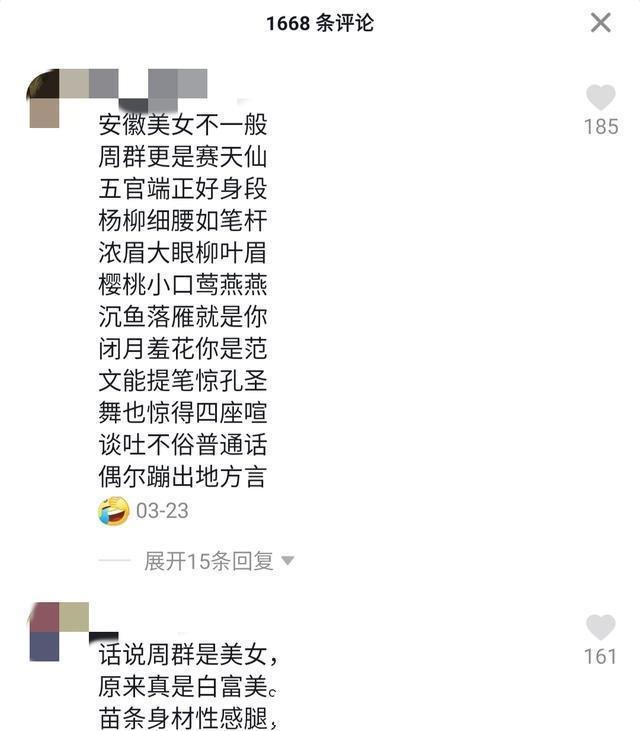 1668 条评论
安徽美女不一般
185
周群更是赛天仙
五官端正好身段
杨柳细腰如笔杆
浓眉大眼柳叶眉
樱桃小口莺燕燕
沉鱼落雁就是你
闭月羞花你是范
文能提笔惊孔圣
舞也惊得四座喧
谈吐不俗普通话
偶尔蹦出地方言
03-23
展开15条回复
话说周群是美女，
161
原来真是白富美。
苗条身材性感腿，